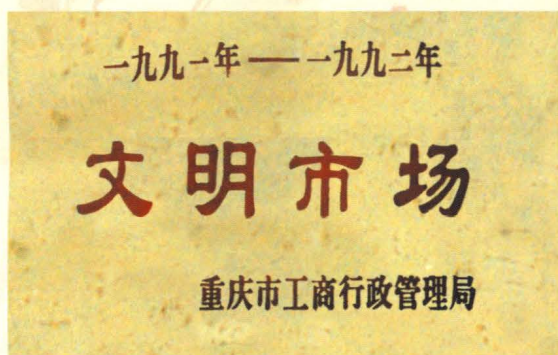 一九九一年——一九九二年
文明市场
重庆市工商行政管理局